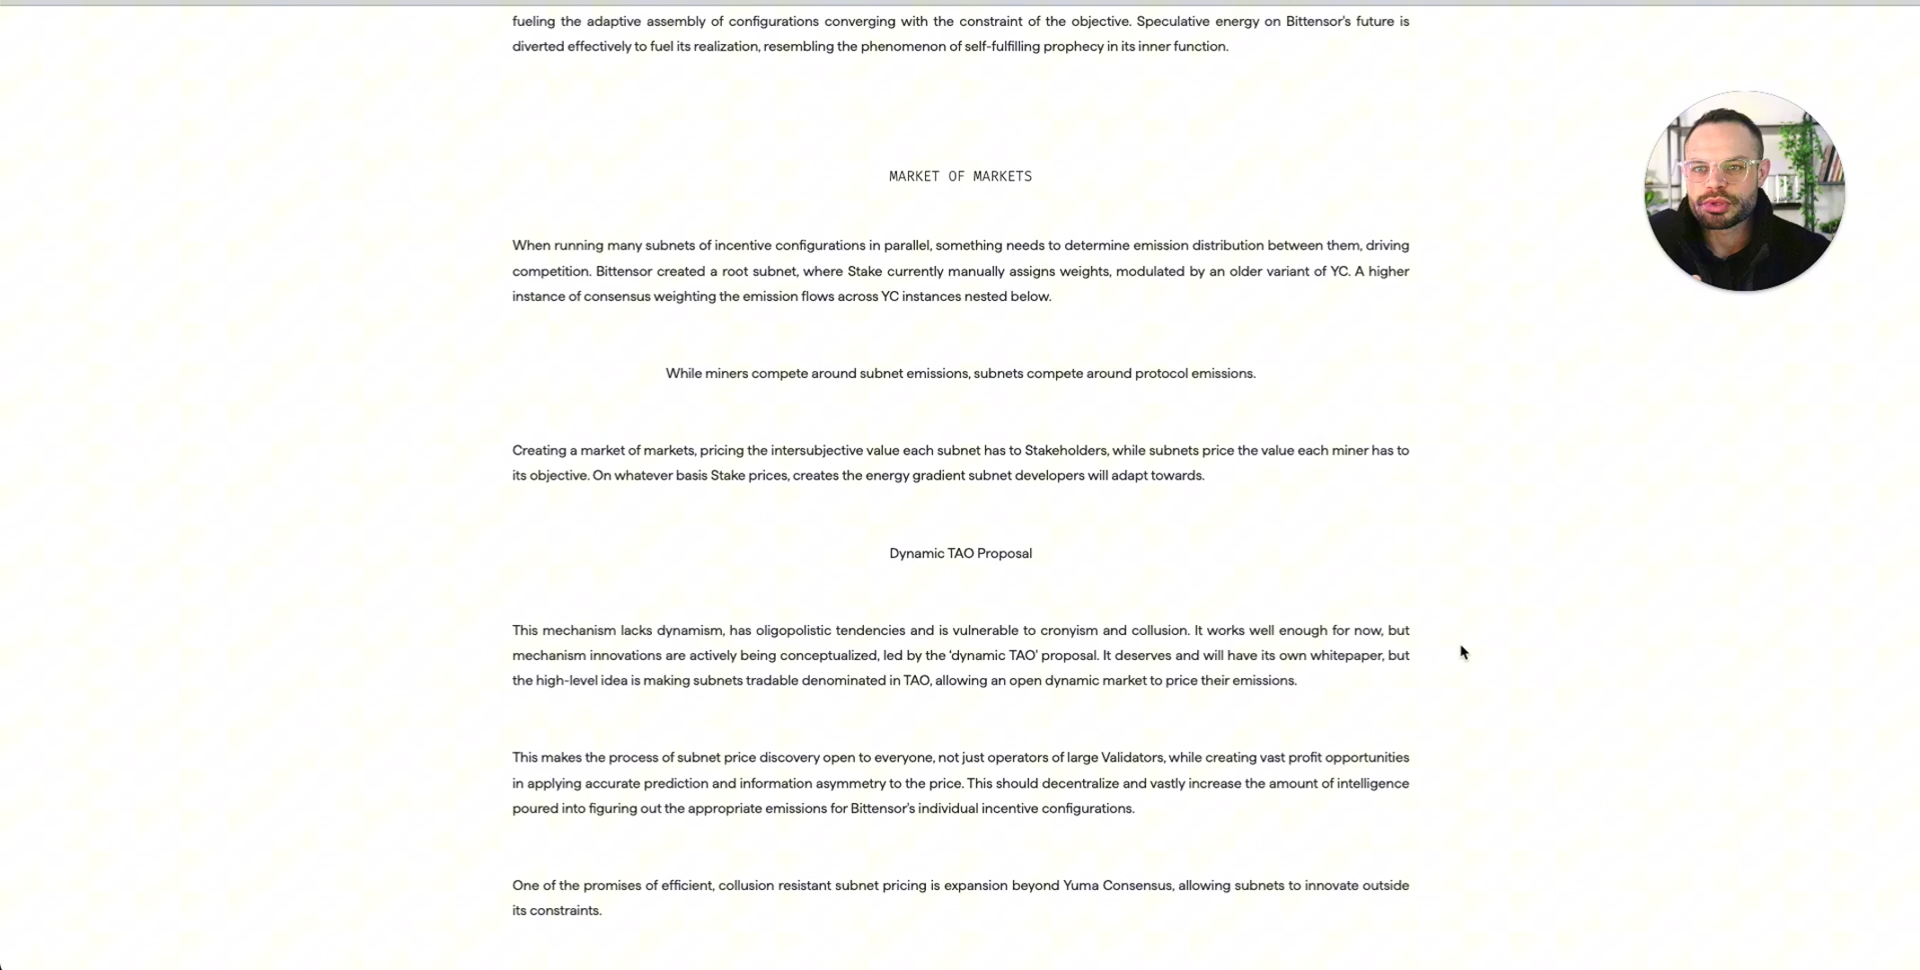 fueling the adaptive assembly of configurations converging with the constraint of the objective. Speculative energy on Bittensor's future is
diverted effectively to fuel its realization, resembling the phenomenon of self-fulfilling prophecy in its inner function.
MARKET OF MARKETS
When running many subnets of incentive configurations in parallel, something needs to determine emission distribution between them, driving
competition. Bittensor created a root subnet, where Stake currently manually assigns weights, modulated by an older variant of YC. A higher
instance of consensus weighting the emission flows across YC instances nested below.
While miners compete around subnet emissions, subnets compete around protocol emissions.
Creating a market of markets, pricing the intersubjective value each subnet has to Stakeholders, while subnets price the value each miner has to
its objective. On whatever basis Stake prices, creates the energy gradient subnet developers will adapt towards.
Dynamic TAO Proposal
This mechanism lacks dynamism, has oligopolistic tendencies and is vulnerable to cronyism and collusion. It works well enough for now, but
mechanism innovations are actively being conceptualized, led by the 'dynamic TAO' proposal. It deserves and will have its own whitepaper, but
the high-level idea is making subnets tradable denominated in TAO, allowing an open dynamic market to price their emissions.
This makes the process of subnet price discovery open to everyone, not just operators of large Validators, while creating vast profit opportunities
in applying accurate prediction and information asymmetry to the price. This should decentralize and vastly increase the amount of intelligence
poured into figuring out the appropriate emissions for Bittensor's individual incentive configurations.
One of the promises of efficient, collusion resistant subnet pricing is expansion beyond Yuma Consensus, allowing subnets to innovate outside
its constraints.